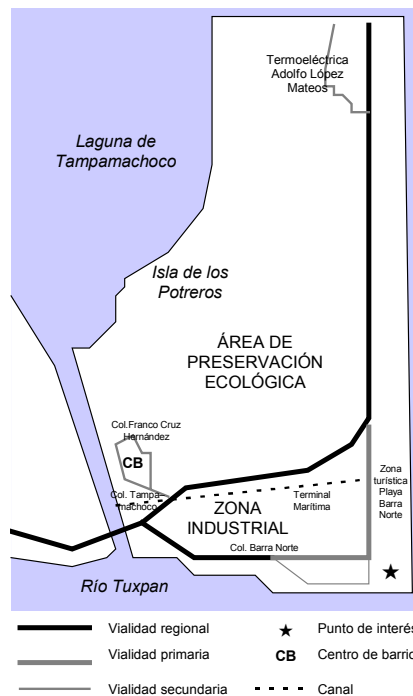 Termoeléctrica
Adolfo López
Mateos
Laguna de
Tampamachoco
Isla de los
Potreros
ÁREA DE
PRESERVACIÓN
ECOLÓGICA
Col.Franco Cruz
Hernández
CB
Col. Tampa-
machoco
ZONA
INDUSTRIAL
Terminal
Marítima
Zona
turística
Playa
Barra
Norte
Col. Barra Norte
Río Tuxpan
Vialidad regional
Punto de interés
Vialidad primaria
CB Centro de barrio
Vialidad secundaria
Canal